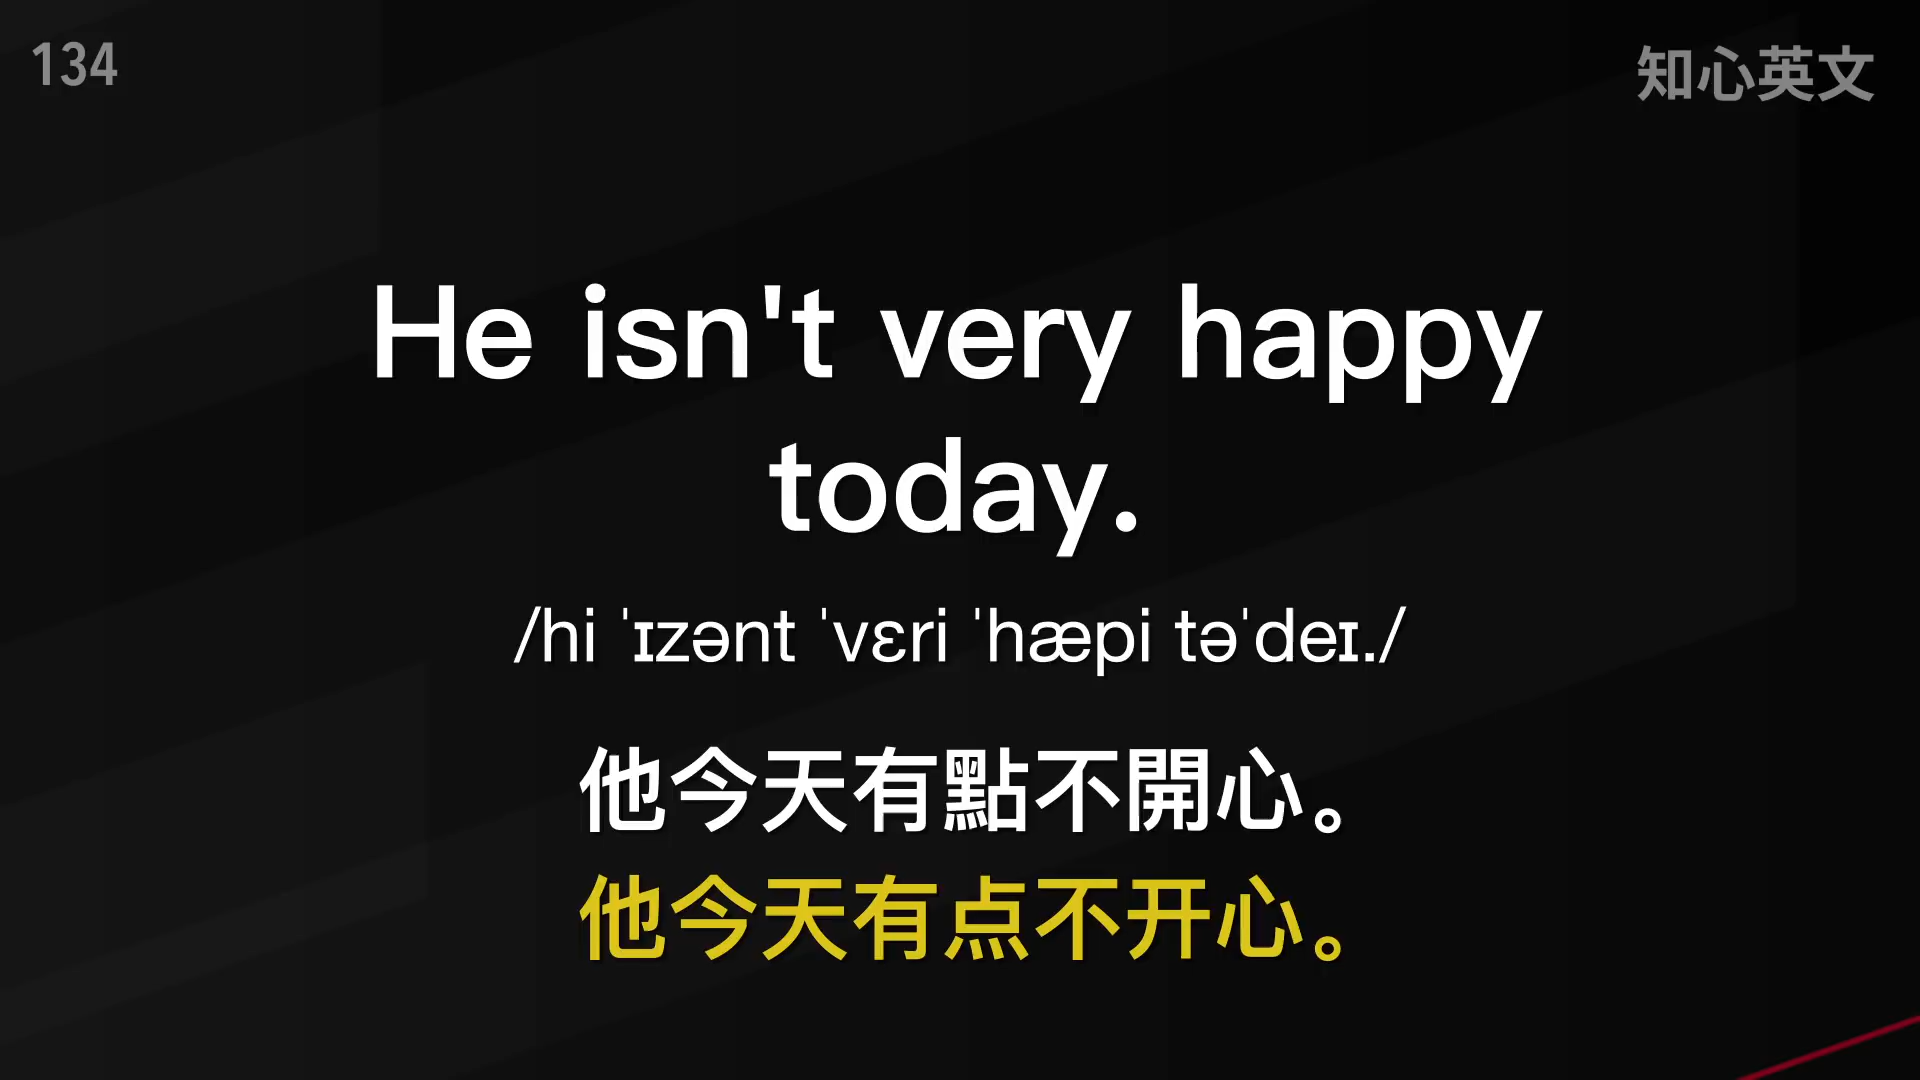 134
知心英文
He isn't very happy
today.
/hi ˈɪzənt ˈvɛri ˈhæpi təˈdeɪ./
他今天有點不開心。
他今天有点不开心。